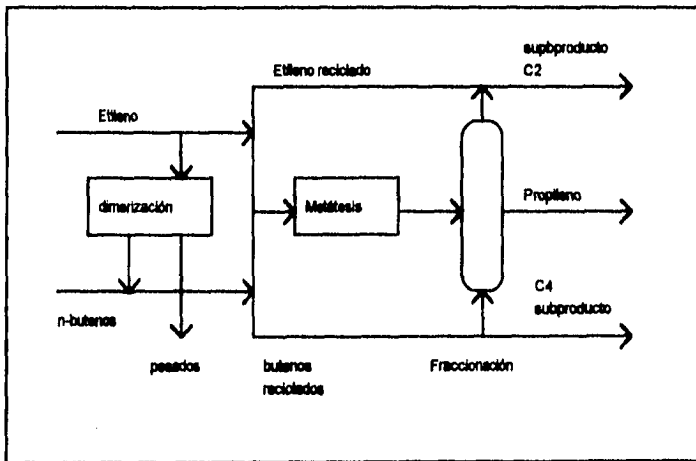 supbproducto
C2
Etileno reciclado
Etileno
dimerización
Metátesis
Propileno
C4
subproducto
n-butenos
pesados
butenos
reciclados
Fraccionación